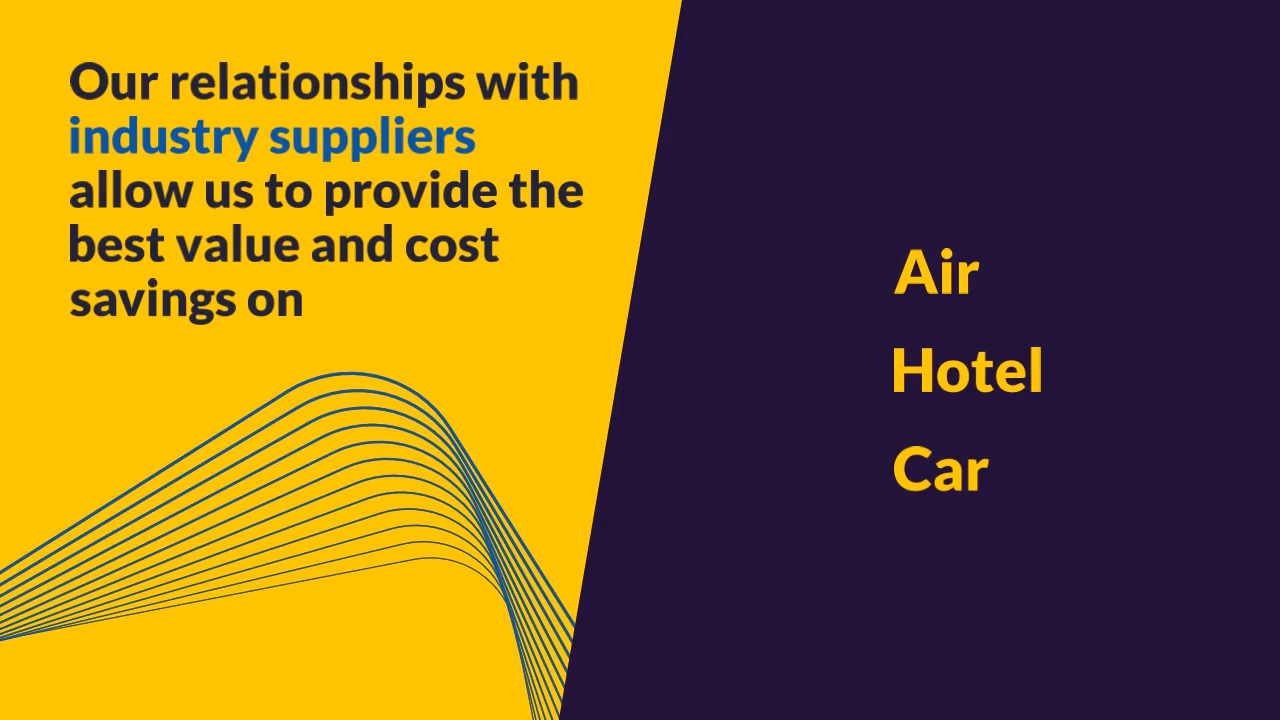 Our relationships with
industry suppliers
allow us to provide the
best value and cost
savings on
Air
Hotel
Car